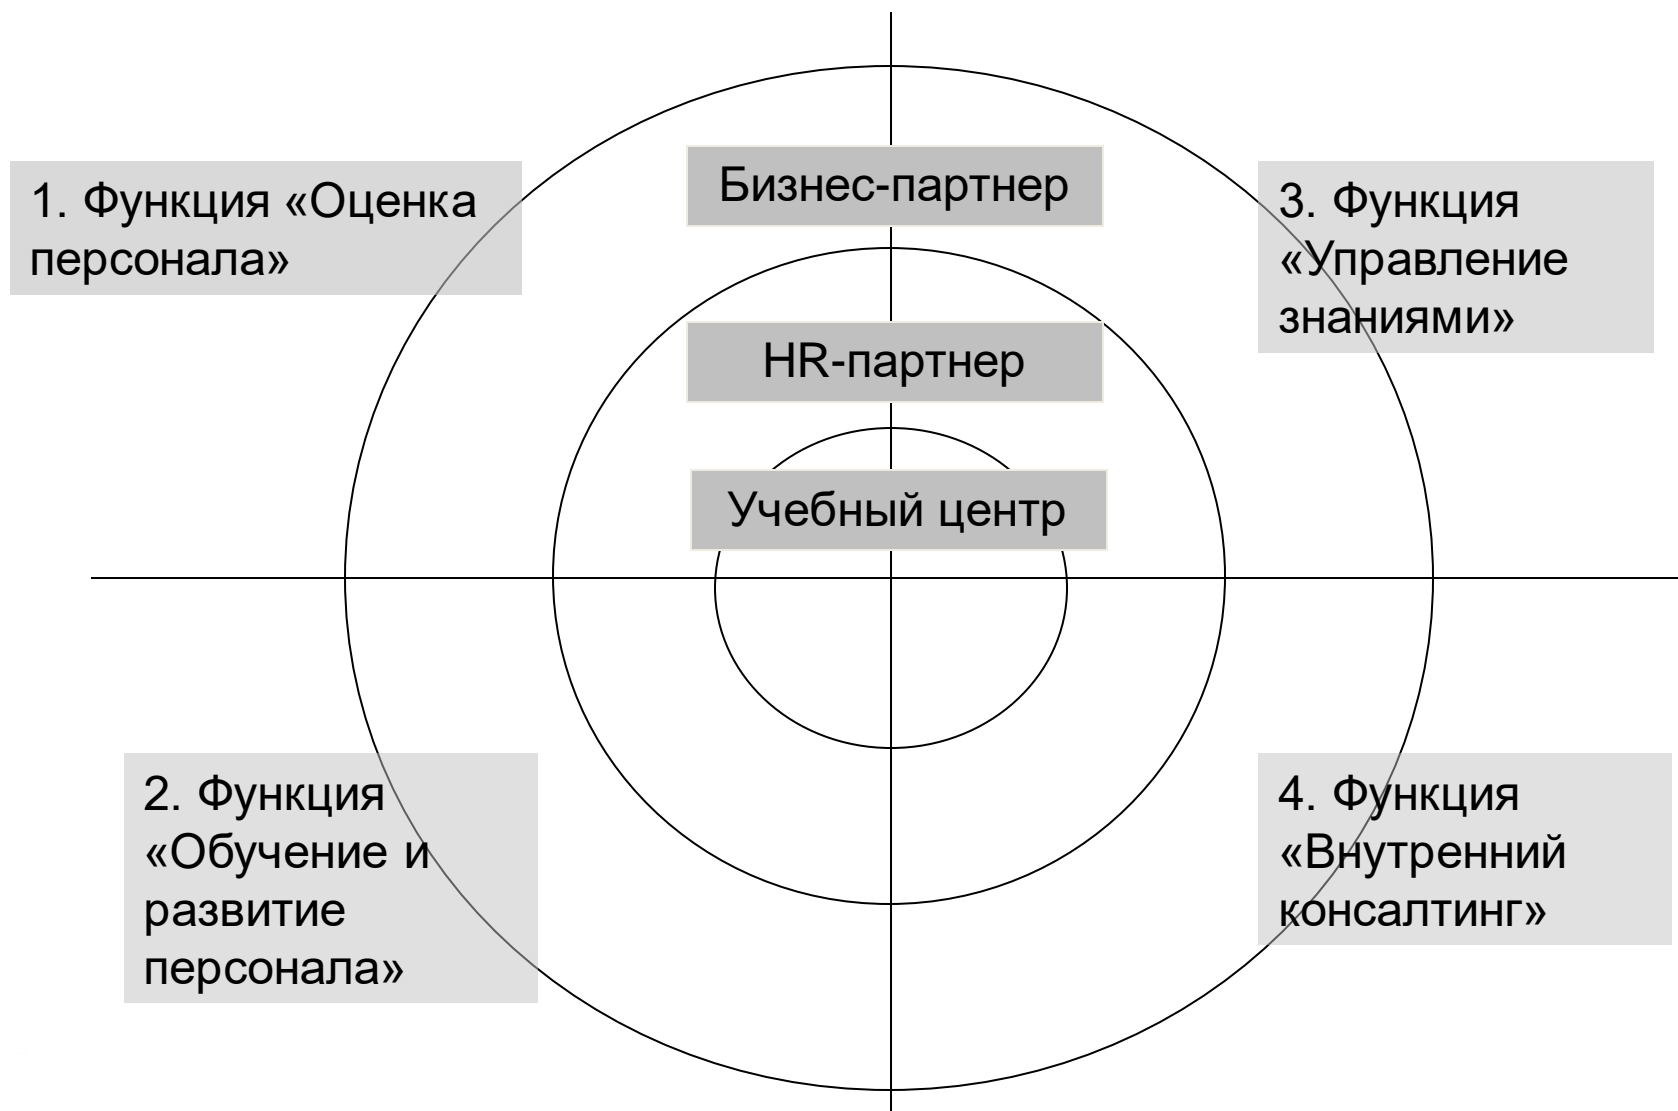 1. Функция «Оценка
персонала»
Бизнес-партнер
3. Функция
«Управление
знаниями»
HR-партнер
Учебный центр
2. Функция
«Обучение и
развитие
персонала»
4. Функция
«Внутренний
консалтинг»